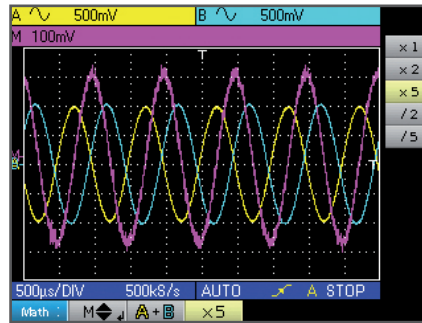 A 500mV B 500mV
M 100mV
T
× 1
× 2
× 5
/ 2
/ 5
T
500µs/DIV 500kS/s AUTO A STOP
Math : M A + B ×5